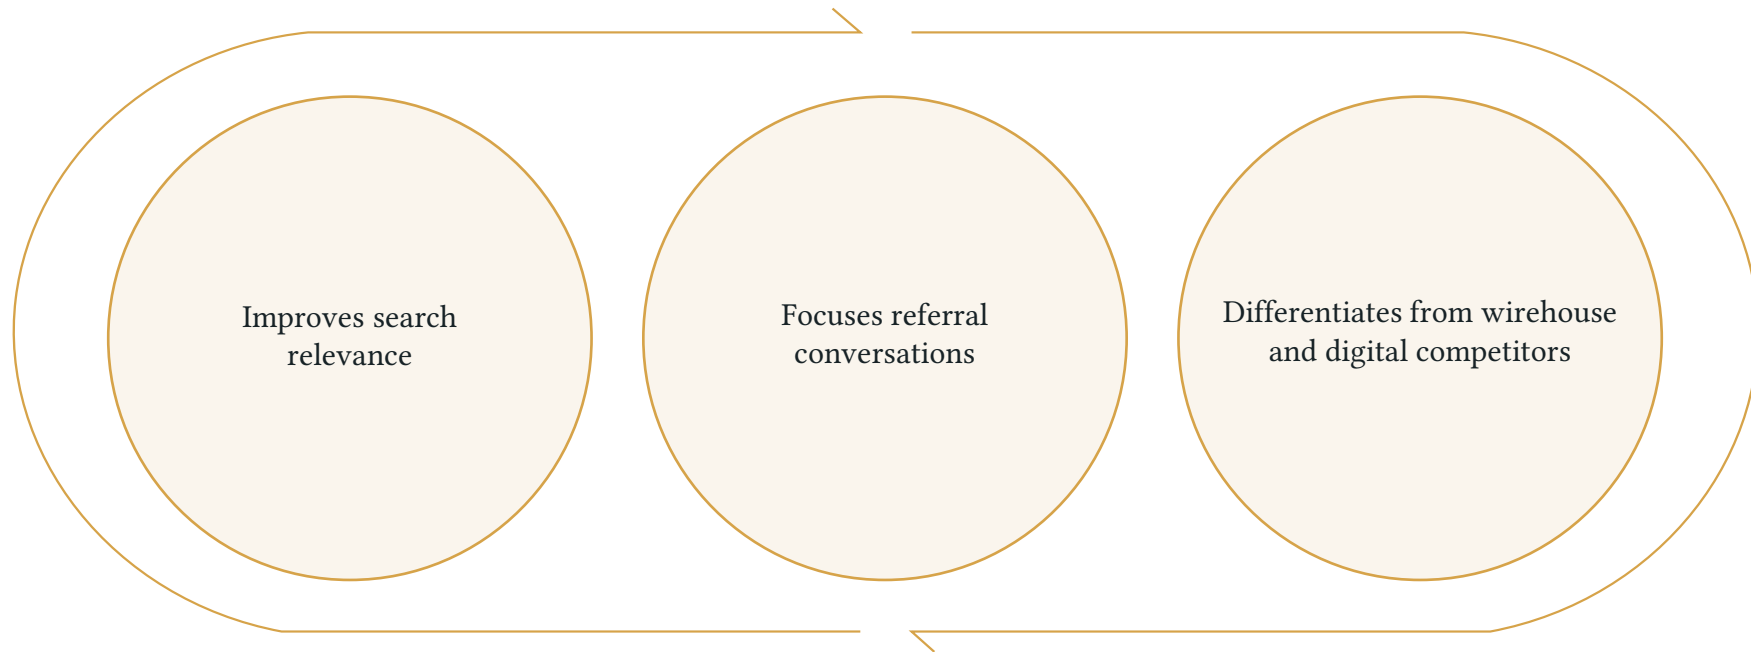 Improves search
relevance
Focuses referral
conversations
Differentiates from wirehouse
and digital competitors